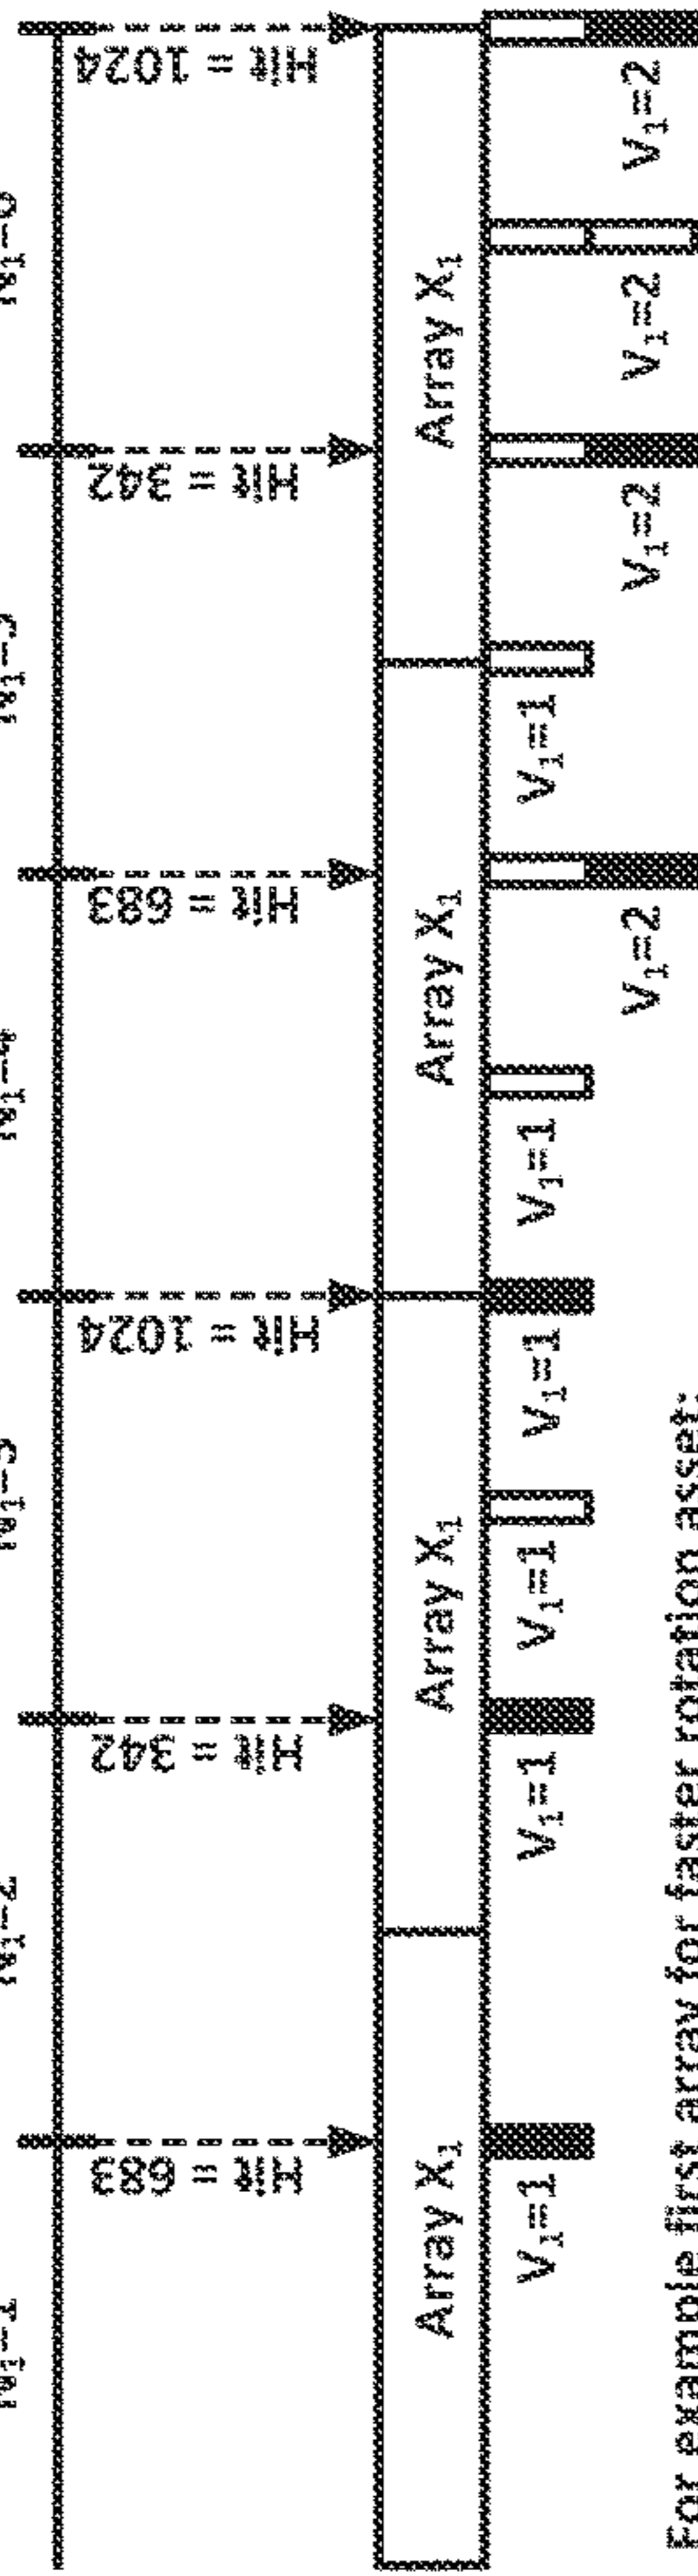 Hit = 683
Hit = 342
Hit = 1024
Hit = 683
Hit = 342
Hit = 1024
Array X₁ Array X₁ Array X₁ Array X₁
V₁=1 V₁=1 V₁=1 V₁=1 V₁=1 V₁=1
V₁=2 V₁=2 V₁=2 V₁=2
For example first array for faster rotation asset: